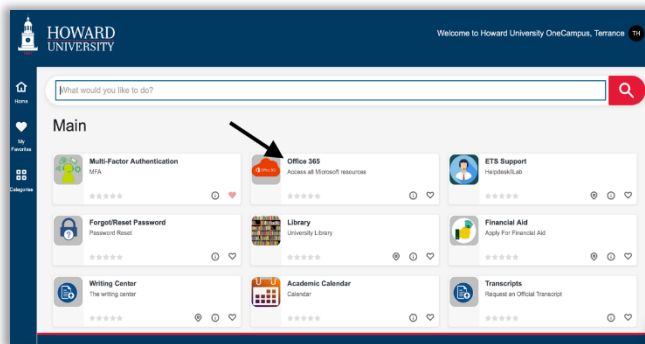 HOWARD
UNIVERSITY
Welcome to Howard University OneCampus, Terrance TH
What would you like to do?
Home
My
Favorites
Categories
Main
Multi-Factor Authentication
MFA
Office 365
Access all Microsoft resources
ETS Support
Helpdesk/iLab
Forgot/Reset Password
Password Reset
Library
University Library
Financial Aid
Apply For Financial Aid
Writing Center
The writing center
Academic Calendar
Calendar
Transcripts
Request an Official Transcript